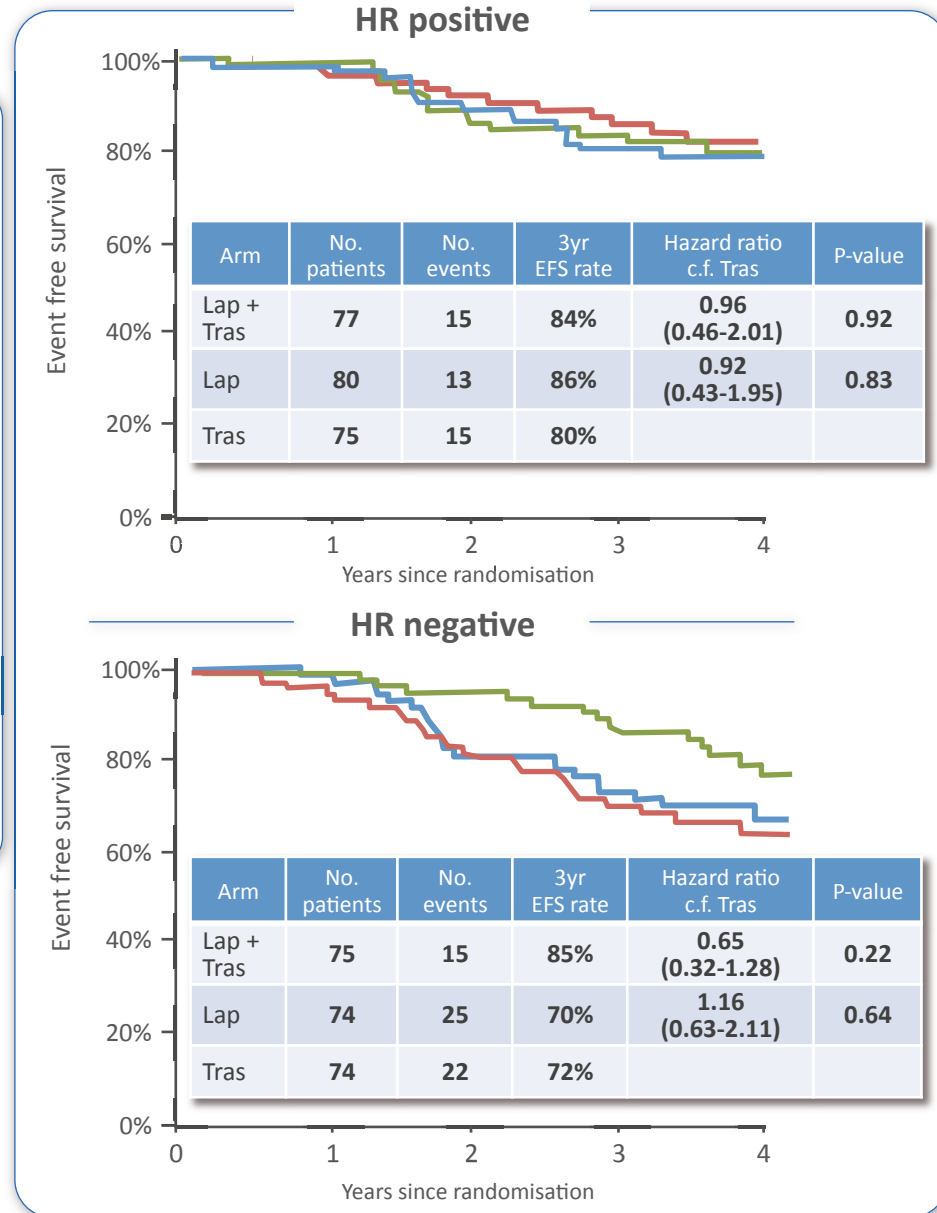 HR positive
Event free survival
100%
80%
60%
40%
20%
0%
Arm No. patients No. events 3yr EFS rate Hazard ratio c.f. Tras P-value
Lap + Tras 77 15 84% 0.96 (0.46-2.01) 0.92
Lap 80 13 86% 0.92 (0.43-1.95) 0.83
Tras 75 15 80%
0 1 2 3 4
Years since randomisation
HR negative
Event free survival
100%
80%
60%
40%
20%
0%
Arm No. patients No. events 3yr EFS rate Hazard ratio c.f. Tras P-value
Lap + Tras 75 15 85% 0.65 (0.32-1.28) 0.22
Lap 74 25 70% 1.16 (0.63-2.11) 0.64
Tras 74 22 72%
0 1 2 3 4
Years since randomisation